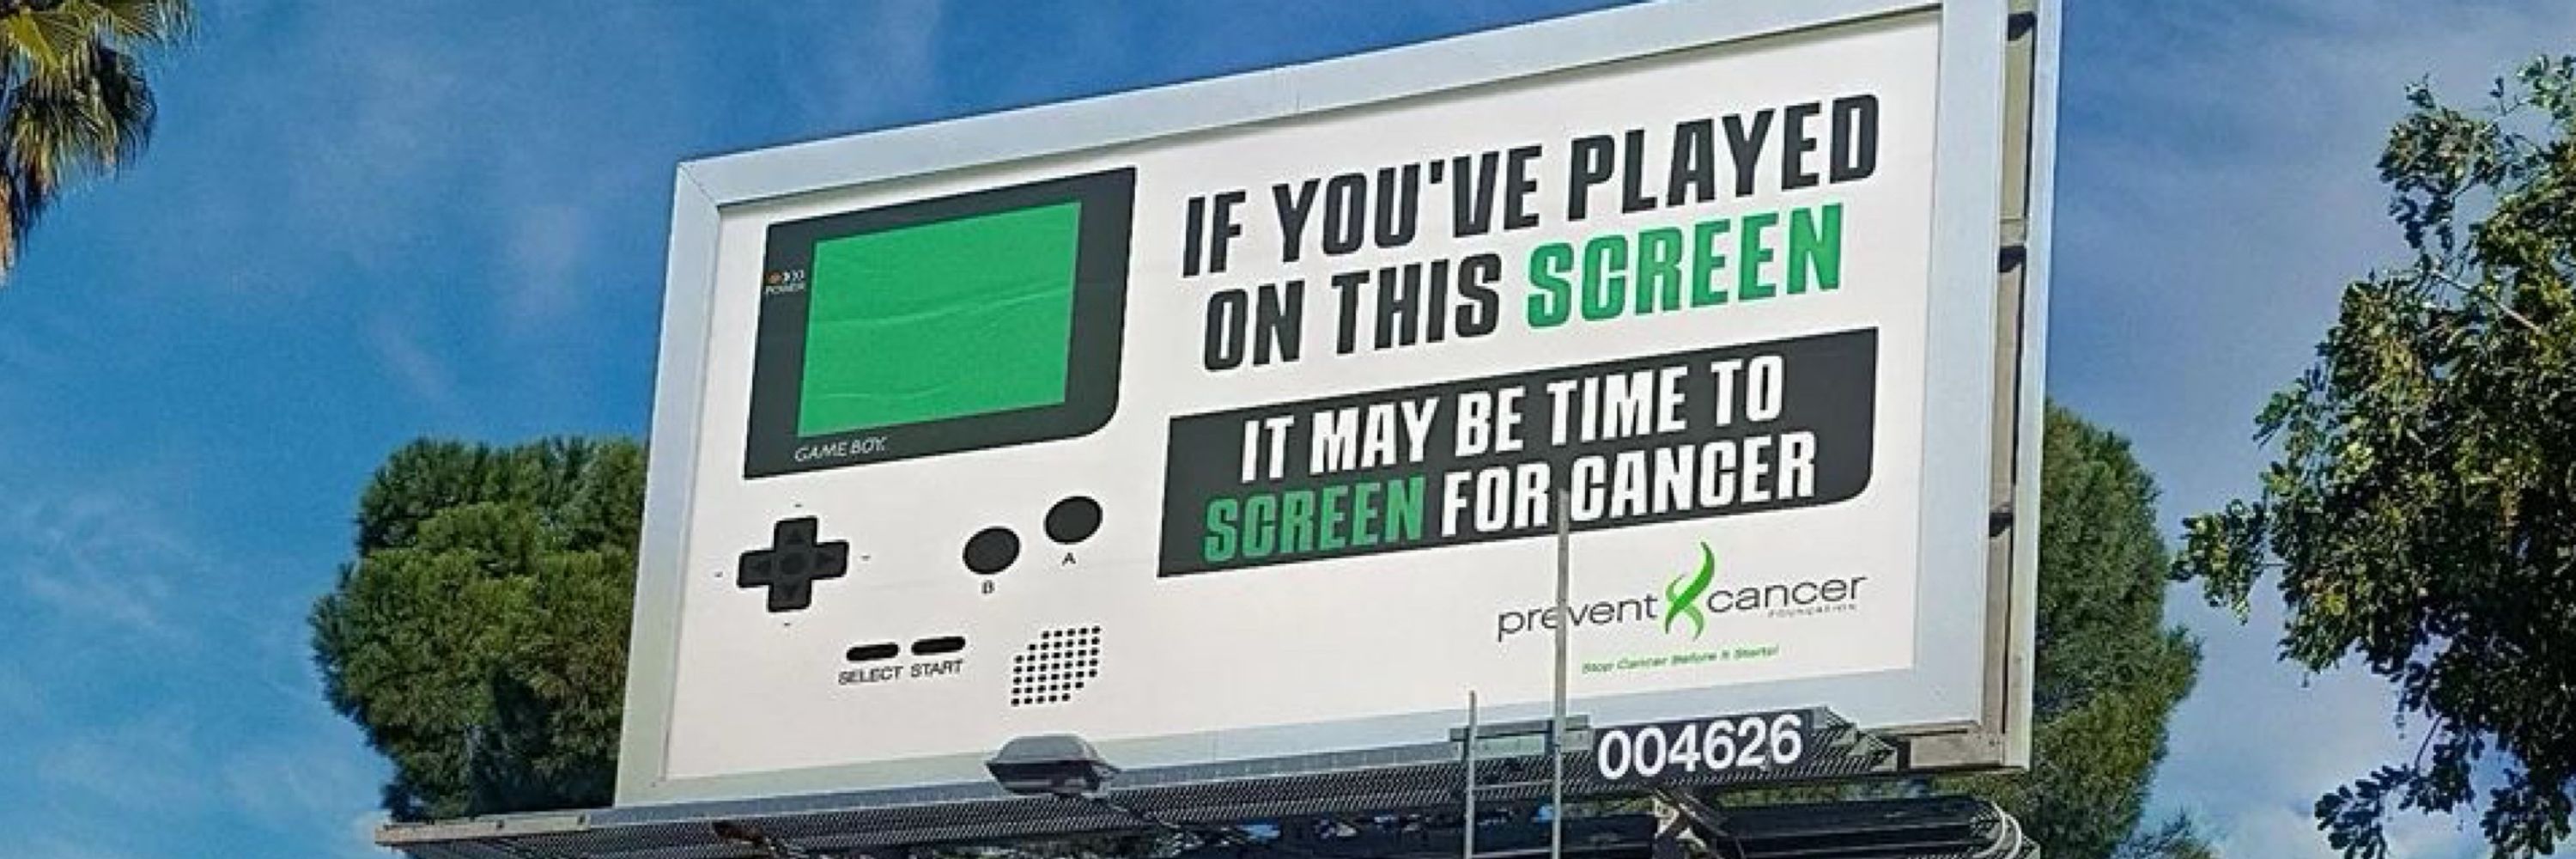 POWER
GAME BOY
B
A
SELECT START
IF YOU'VE PLAYED
ON THIS SCREEN
IT MAY BE TIME TO
SCREEN FOR CANCER
prevent cancer
FOUNDATION
Stop Cancer Before It Starts!
004626